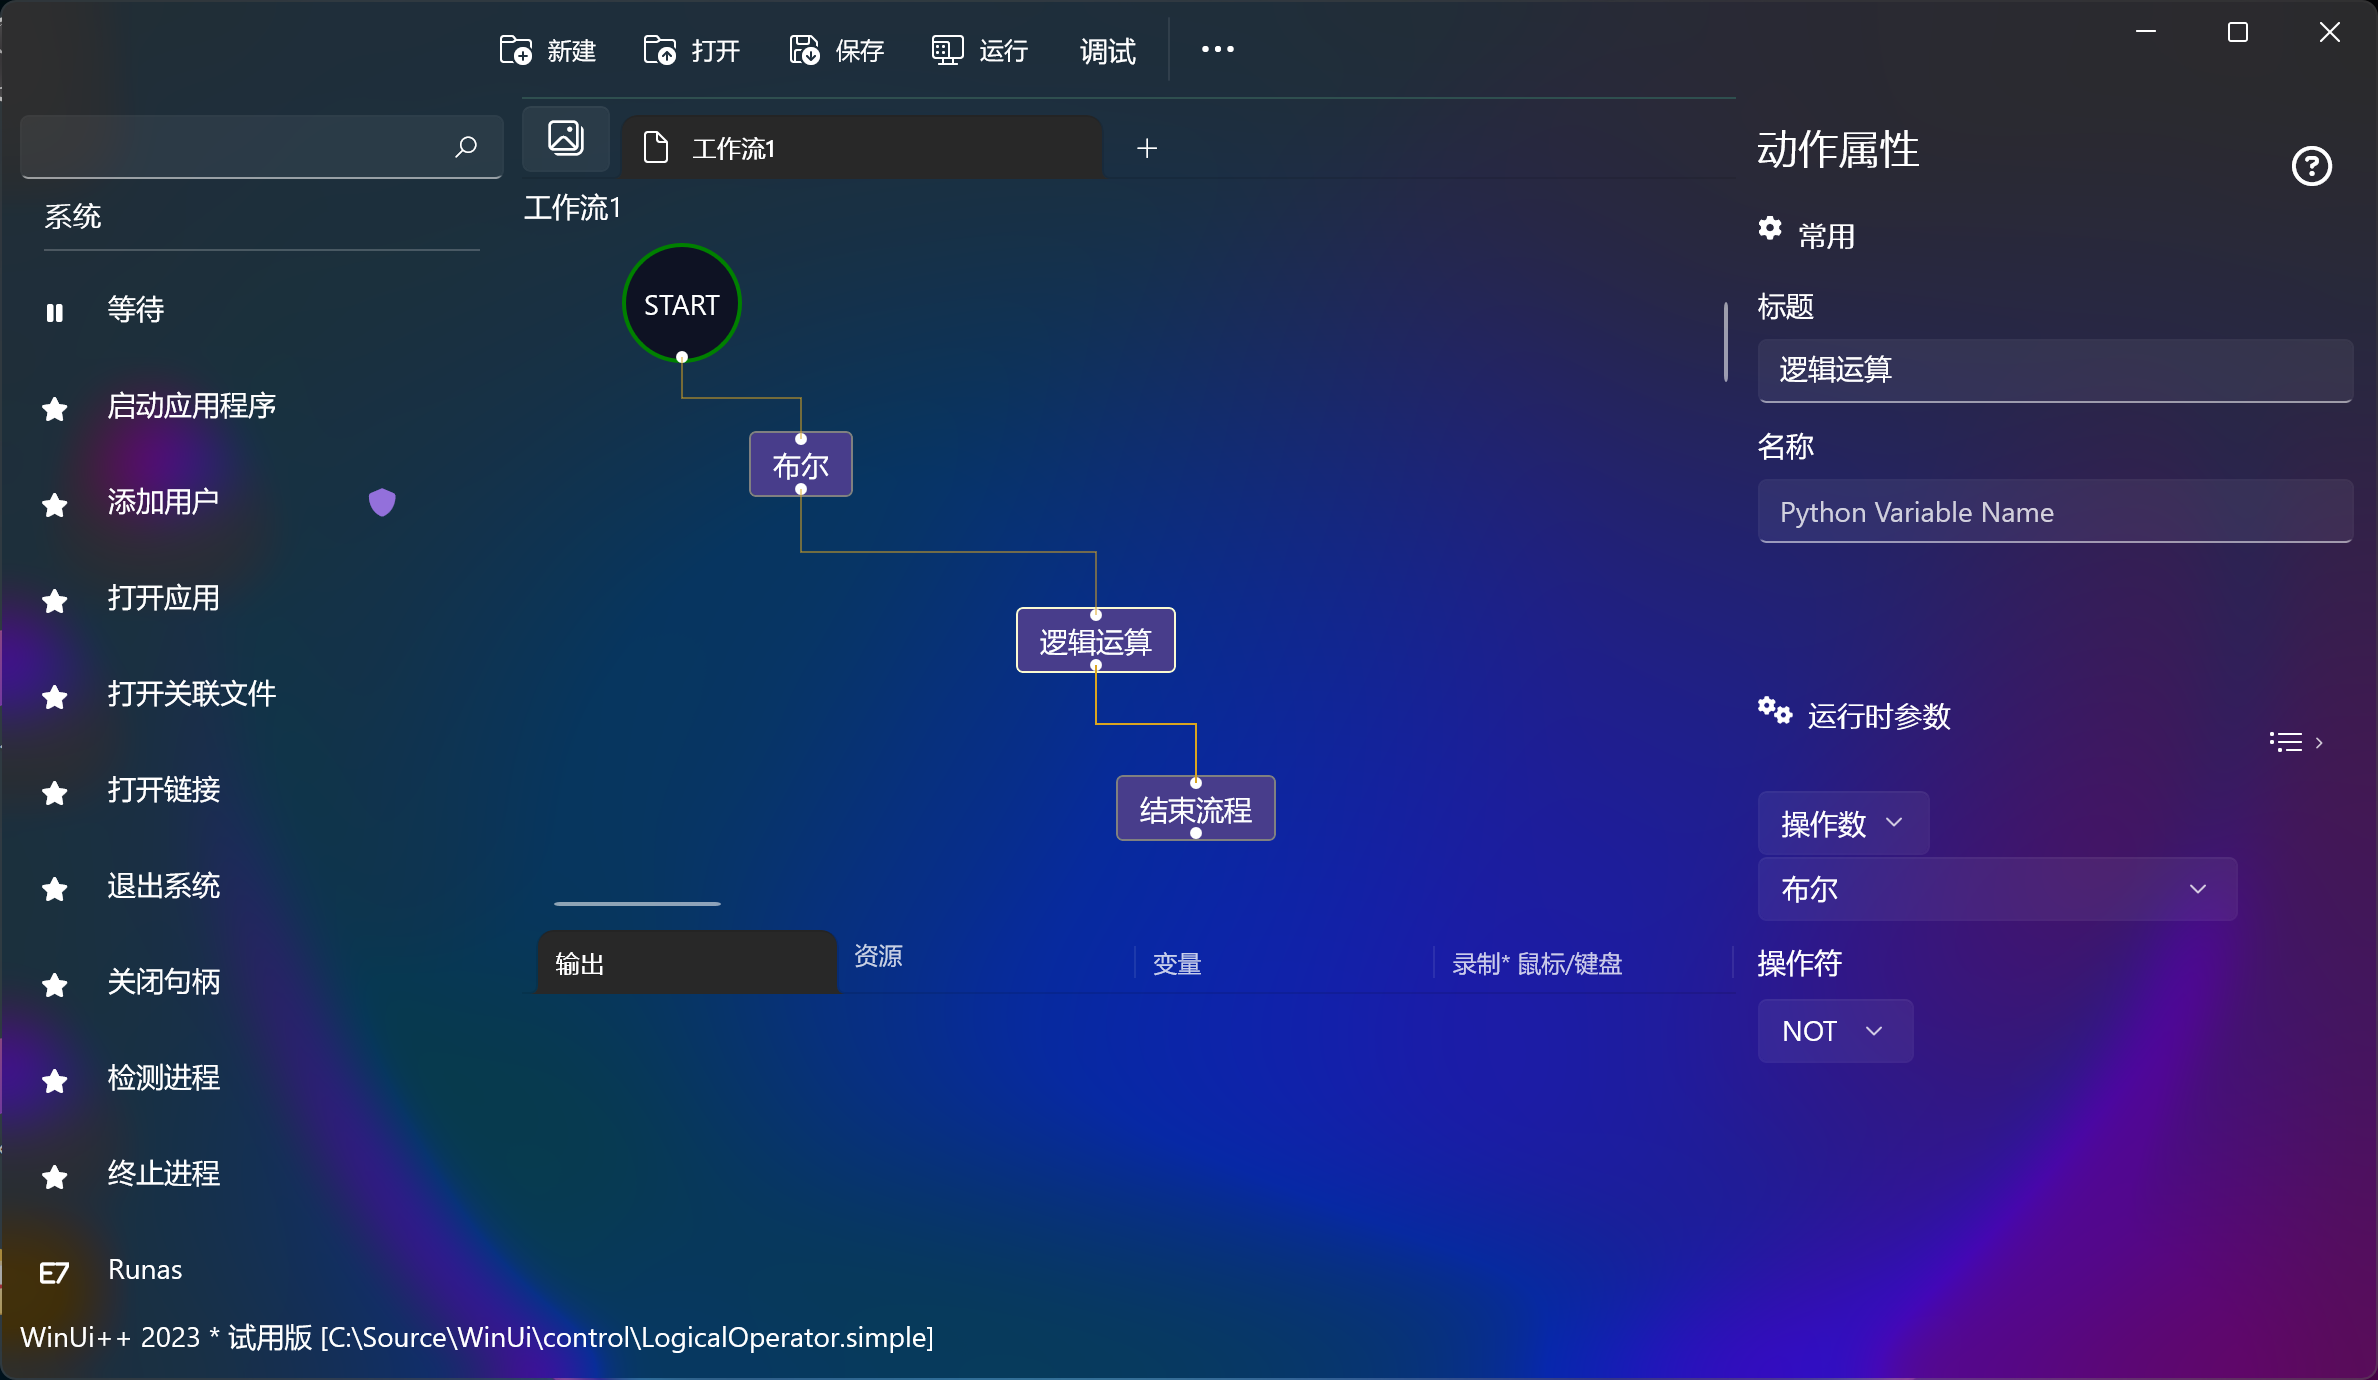 新建 打开 保存 运行 调试
工作流1
系统
等待
启动应用程序
添加用户
打开应用
打开关联文件
打开链接
退出系统
关闭句柄
检测进程
终止进程
Runas
工作流1
START
布尔
逻辑运算
结束流程
输出 资源 变量 录制* 鼠标/键盘
动作属性
常用
标题
逻辑运算
名称
Python Variable Name
运行时参数
操作数
布尔
操作符
NOT
WinUi++ 2023 * 试用版 [C:\Source\WinUi\control\LogicalOperator.simple]